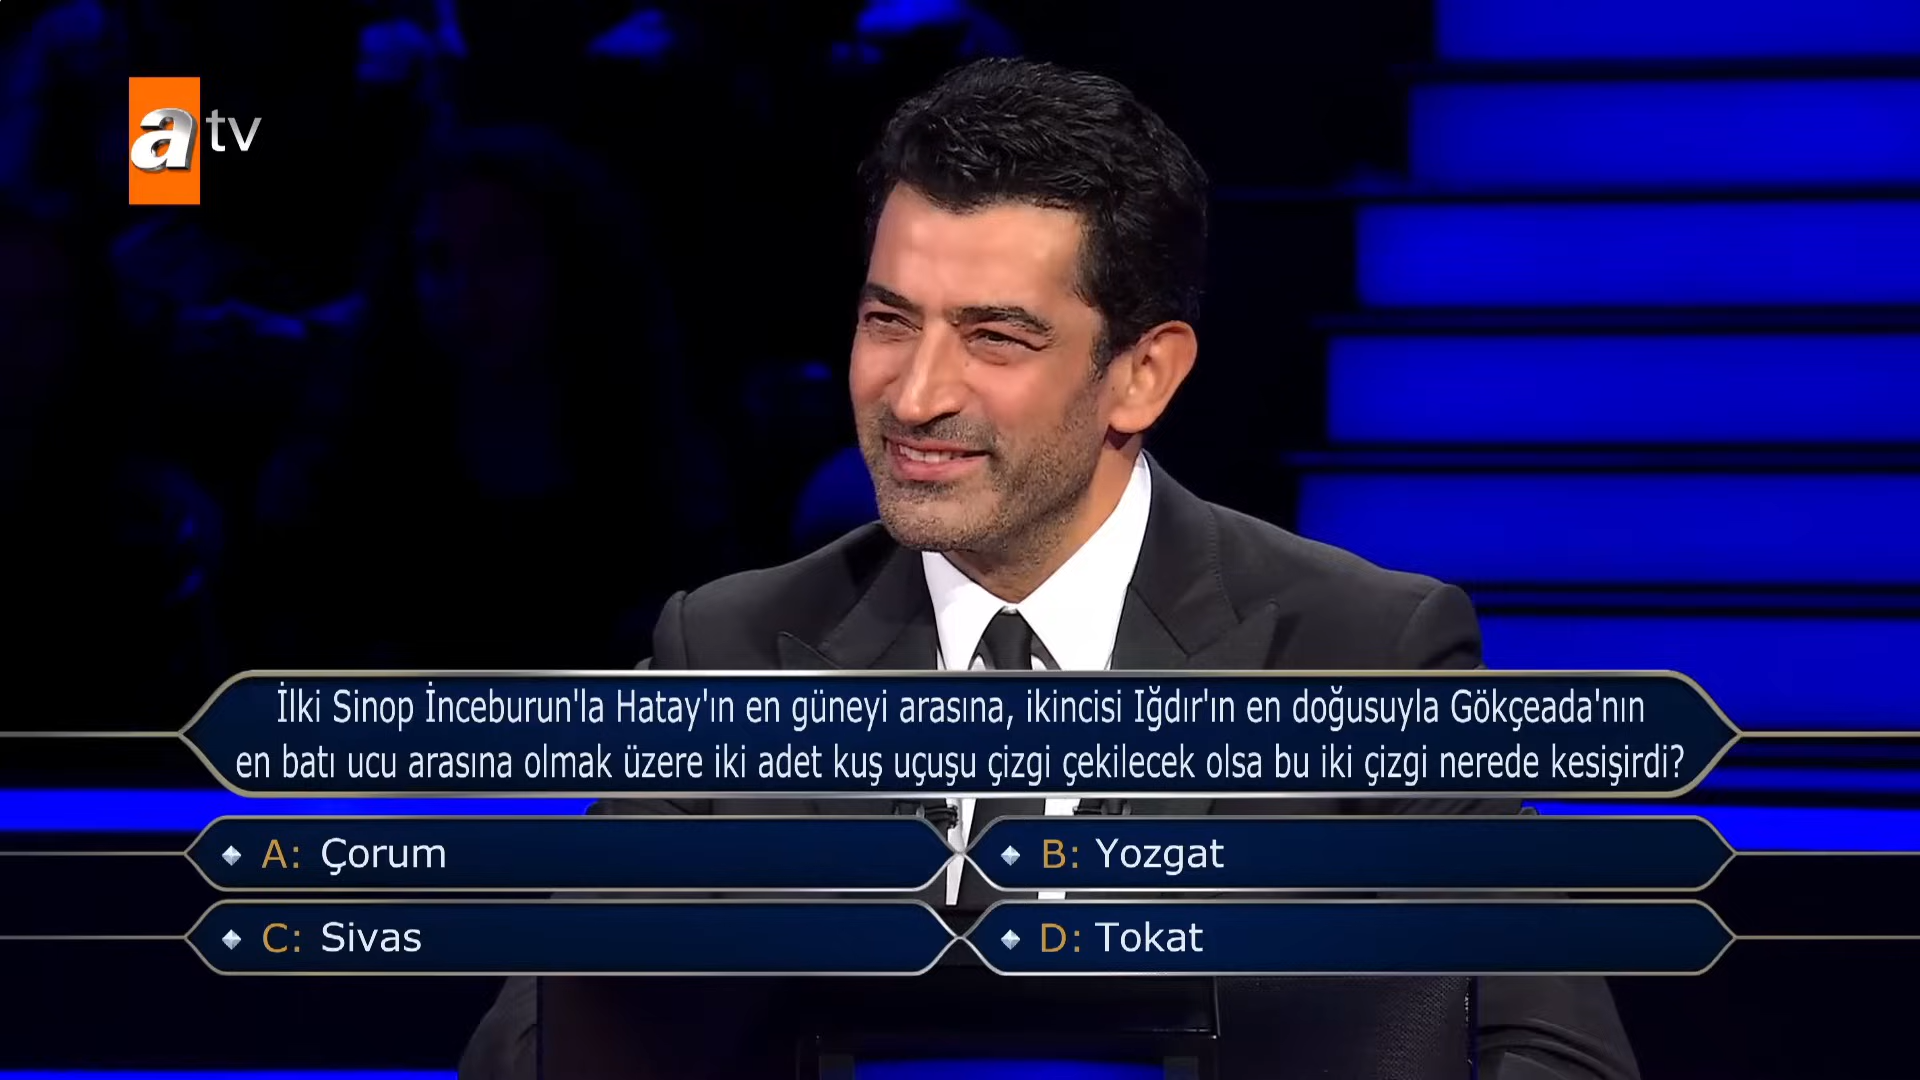 atv
İlki Sinop İnceburun'la Hatay'ın en güneyi arasına, ikincisi Iğdır'ın en doğusuyla Gökçeada'nın
en batı ucu arasına olmak üzere iki adet kuş uçuşu çizgi çekilecek olsa bu iki çizgi nerede kesişirdi?
A: Çorum
B: Yozgat
C: Sivas
D: Tokat